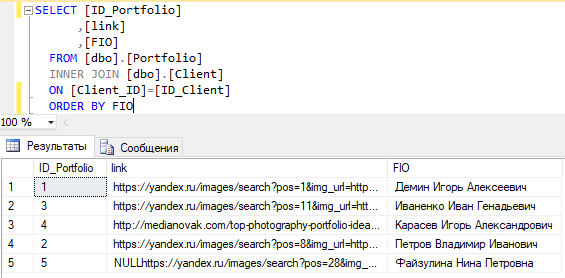 SELECT [ID_Portfolio]
,[link]
,[FIO]
FROM [dbo].[Portfolio]
INNER JOIN [dbo].[Client]
ON [Client_ID]=[ID_Client]
ORDER BY FIO
100 %
Результаты Сообщения
ID_Portfolio link FIO
1 1 https://yandex.ru/images/search?pos=1&img_url=http... Демин Игорь Алексеевич
2 3 https://yandex.ru/images/search?pos=11&img_url=htt... Иваненко Иван Генадьевич
3 4 http://medianovak.com/top-photography-portfolio-idea... Карасев Игорь Александрович
4 2 https://yandex.ru/images/search?pos=8&img_url=http... Петров Владимир Иванович
5 5 NULLhttps://yandex.ru/images/search?pos=28&img_... Файзулина Нина Петровна